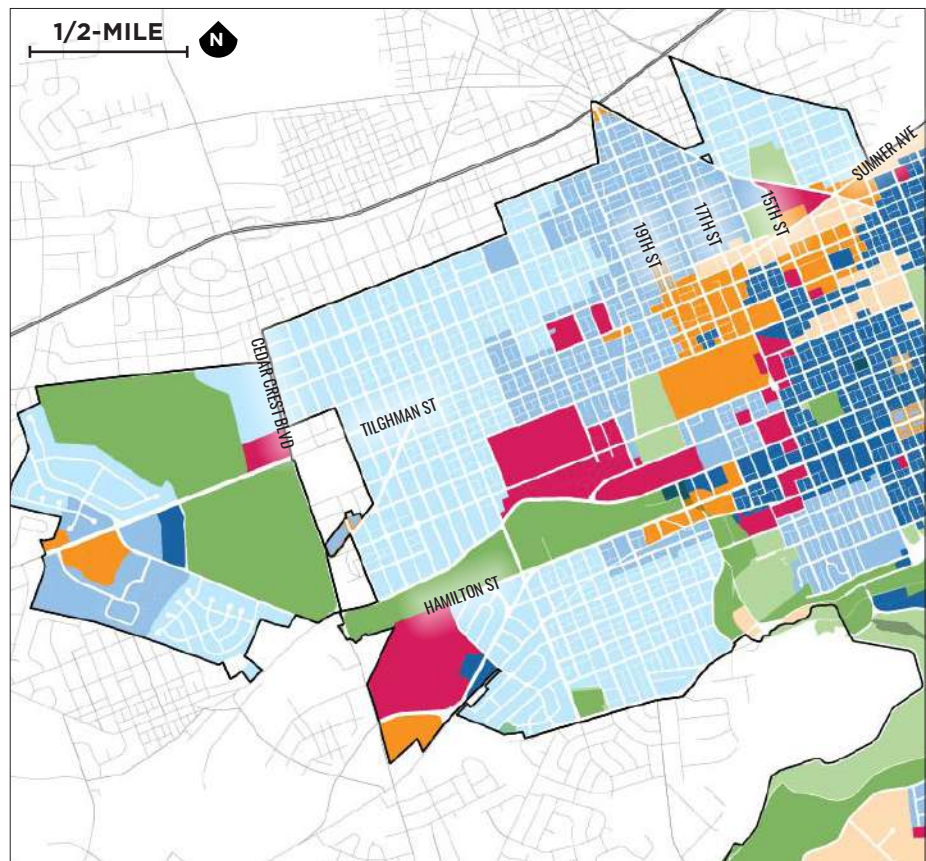 1/2-MILE
N
SUMNER AVE
15TH ST
17TH ST
19TH ST
CEDAR CREST BLVD
TILGHMAN ST
HAMILTON ST